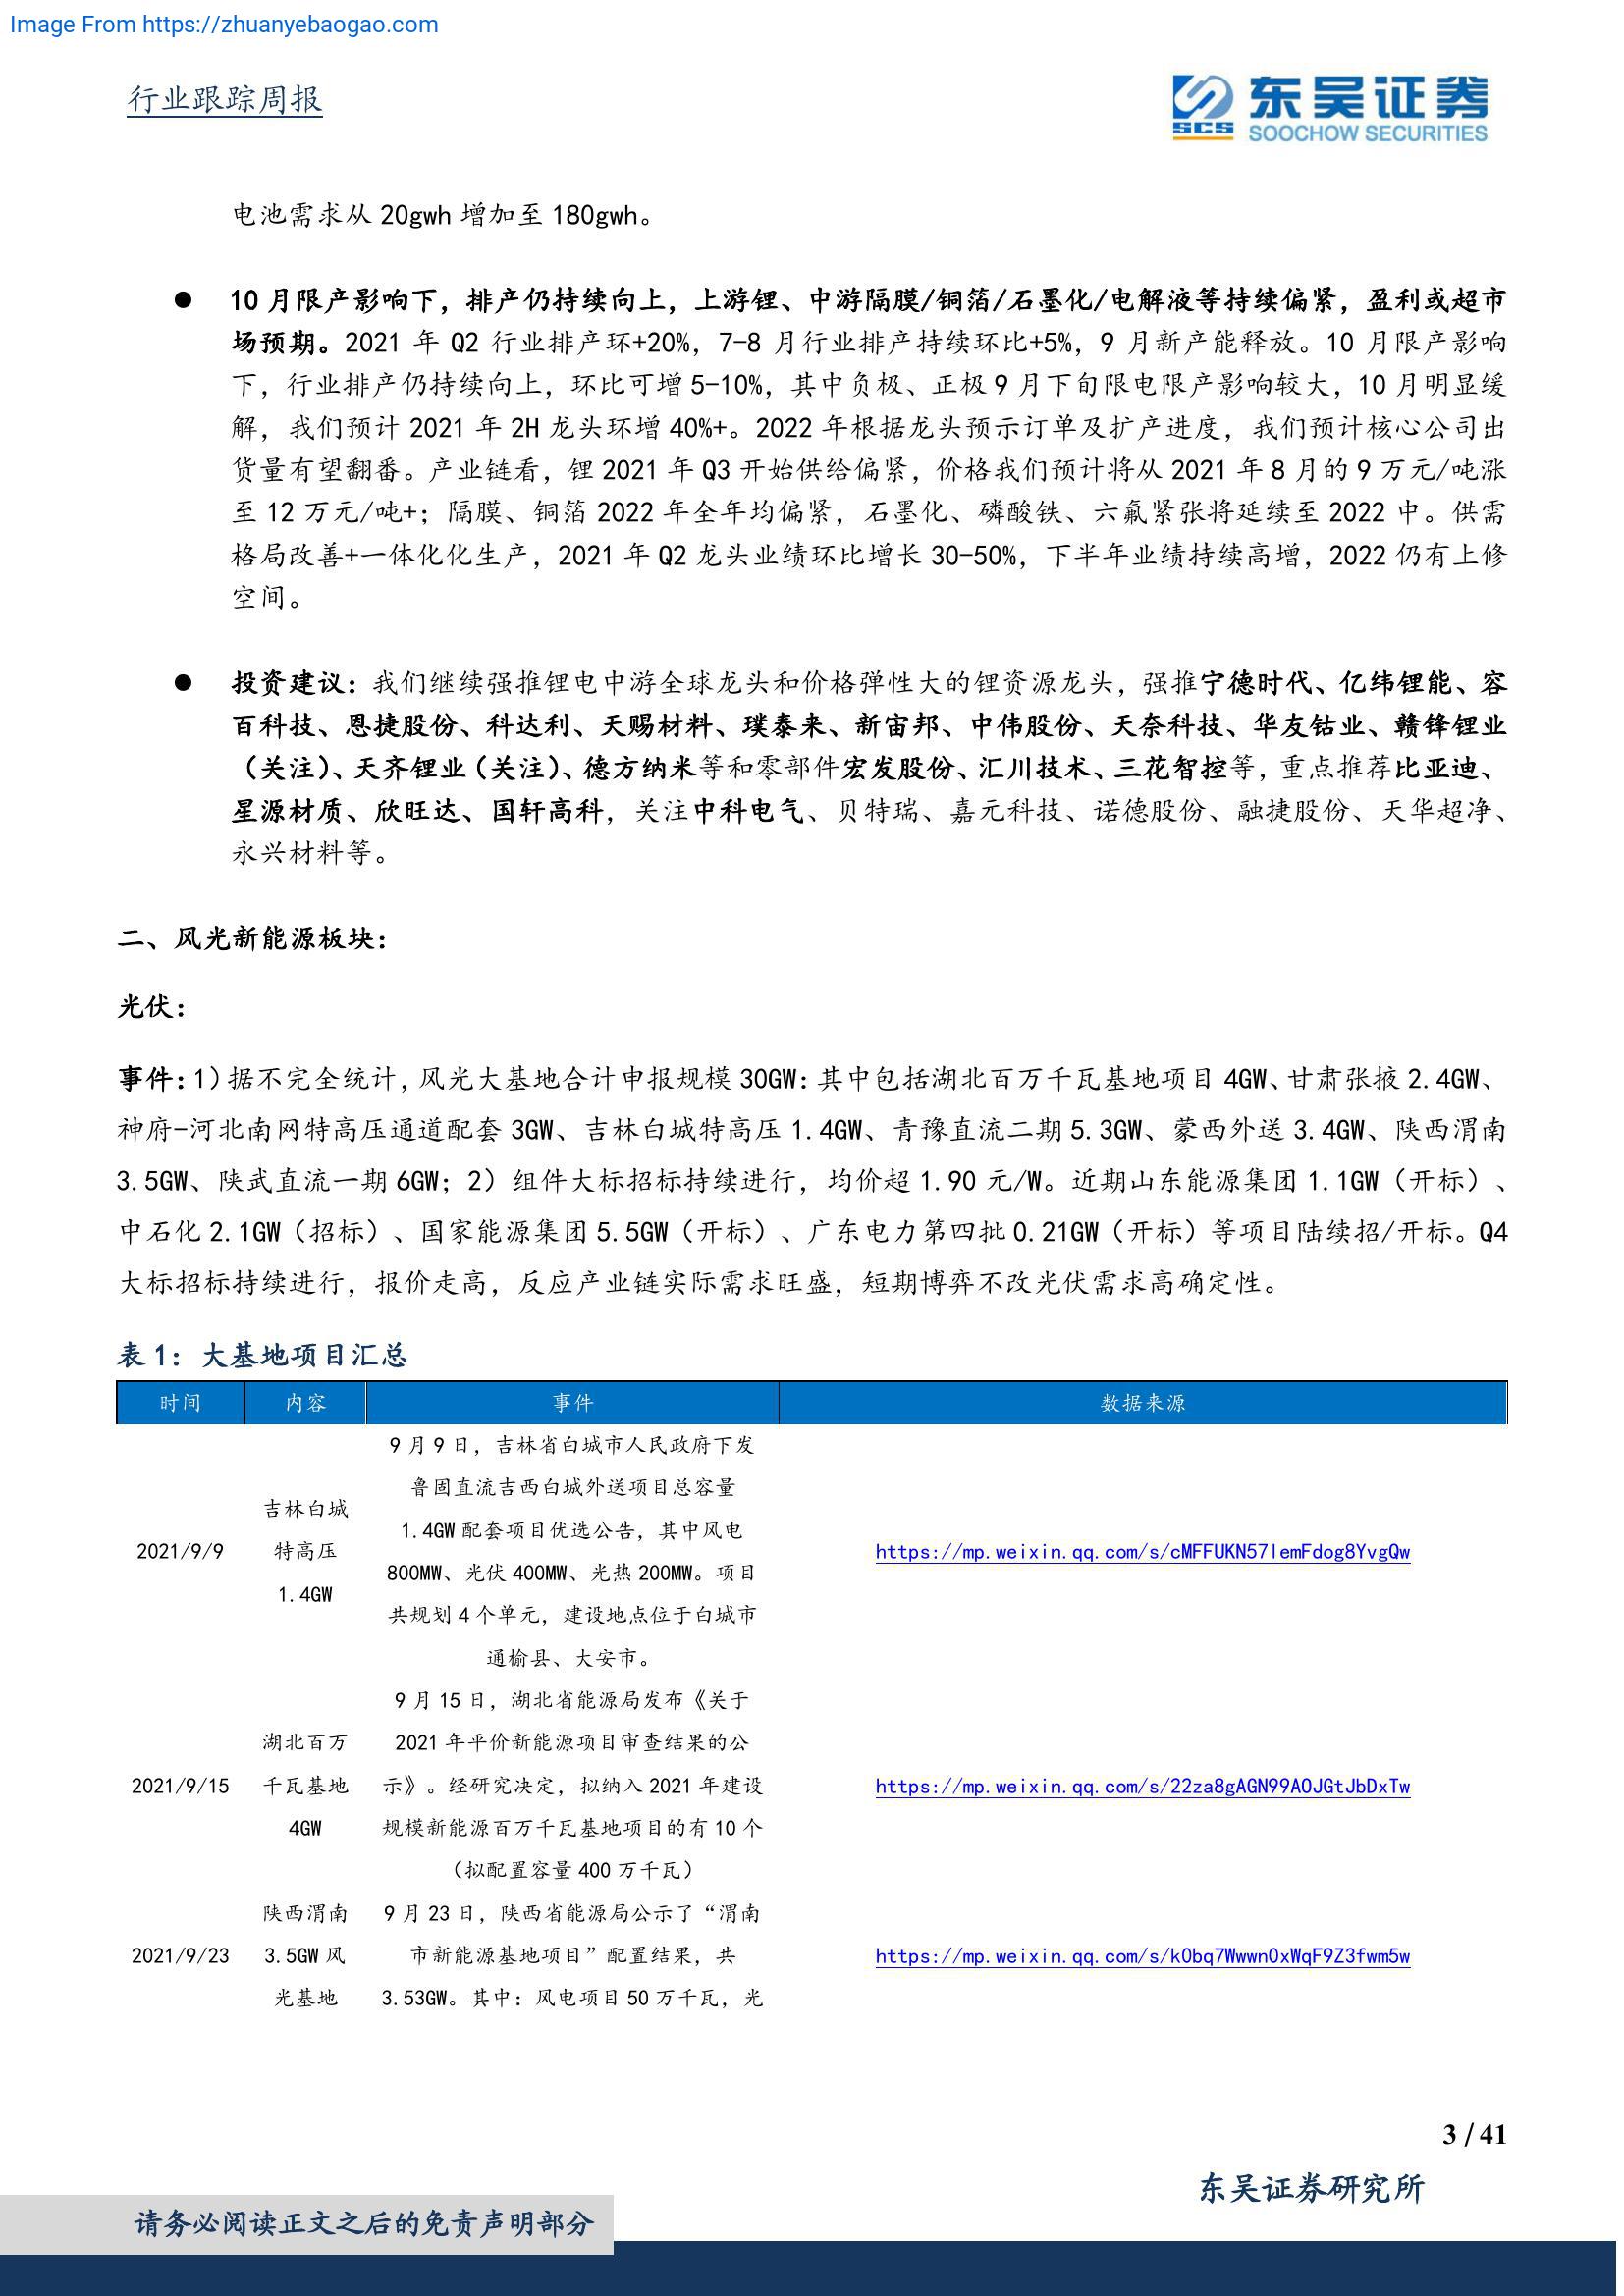 Image From https://zhuanyebaogao.com
行业跟踪周报
东吴证券
SCS
SOOCHOW SECURITIES
电池需求从 20gwh 增加至 180gwh。
● 10 月限产影响下，排产仍持续向上，上游锂、中游隔膜/铜箔/石墨化/电解液等持续偏紧，盈利或超市
场预期。2021 年 Q2 行业排产环+20%，7-8 月行业排产持续环比+5%，9 月新产能释放。10 月限产影响
下，行业排产仍持续向上，环比可增 5-10%，其中负极、正极 9 月下旬限电限产影响较大，10 月明显缓
解，我们预计 2021 年 2H 龙头环增 40%+。2022 年根据龙头预示订单及扩产进度，我们预计核心公司出
货量有望翻番。产业链看，锂 2021 年 Q3 开始供给偏紧，价格我们预计将从 2021 年 8 月的 9 万元/吨涨
至 12 万元/吨+；隔膜、铜箔 2022 年全年均偏紧，石墨化、磷酸铁、六氟紧张将延续至 2022 中。供需
格局改善+一体化化生产，2021 年 Q2 龙头业绩环比增长 30-50%，下半年业绩持续高增，2022 仍有上修
空间。
● 投资建议：我们继续强推锂电中游全球龙头和价格弹性大的锂资源龙头，强推宁德时代、亿纬锂能、容
百科技、恩捷股份、科达利、天赐材料、璞泰来、新宙邦、中伟股份、天奈科技、华友钴业、赣锋锂业
（关注）、天齐锂业（关注）、德方纳米等和零部件宏发股份、汇川技术、三花智控等，重点推荐比亚迪、
星源材质、欣旺达、国轩高科，关注中科电气、贝特瑞、嘉元科技、诺德股份、融捷股份、天华超净、
永兴材料等。
二、风光新能源板块：
光伏：
事件：1）据不完全统计，风光大基地合计申报规模 30GW：其中包括湖北百万千瓦基地项目 4GW、甘肃张掖 2.4GW、
神府-河北南网特高压通道配套 3GW、吉林白城特高压 1.4GW、青豫直流二期 5.3GW、蒙西外送 3.4GW、陕西渭南
3.5GW、陕武直流一期 6GW；2）组件大标招标持续进行，均价超 1.90 元/W。近期山东能源集团 1.1GW（开标）、
中石化 2.1GW（招标）、国家能源集团 5.5GW（开标）、广东电力第四批 0.21GW（开标）等项目陆续招/开标。Q4
大标招标持续进行，报价走高，反应产业链实际需求旺盛，短期博弈不改光伏需求高确定性。
表 1：大基地项目汇总
时间 内容 事件 数据来源
2021/9/9
吉林白城
特高压
1.4GW
9 月 9 日，吉林省白城市人民政府下发
鲁固直流吉西白城外送项目总容量
1.4GW 配套项目优选公告，其中风电
800MW、光伏 400MW、光热 200MW。项目
共规划 4 个单元，建设地点位于白城市
通榆县、大安市。
https://mp.weixin.qq.com/s/cMFFUKN57lemFdog8YvgQw
2021/9/15
湖北百万
千瓦基地
4GW
9 月 15 日，湖北省能源局发布《关于
2021 年平价新能源项目审查结果的公
示》。经研究决定，拟纳入 2021 年建设
规模新能源百万千瓦基地项目的有 10 个
（拟配置容量 400 万千瓦）
https://mp.weixin.qq.com/s/22za8gAGN99AOJGtJbDxTw
2021/9/23
陕西渭南
3.5GW 风
光基地
9 月 23 日，陕西省能源局公示了“渭南
市新能源基地项目”配置结果，共
3.53GW。其中：风电项目 50 万千瓦，光
https://mp.weixin.qq.com/s/k0bq7Wwwn0xWqF9Z3fwm5w
3 / 41
东吴证券研究所
请务必阅读正文之后的免责声明部分